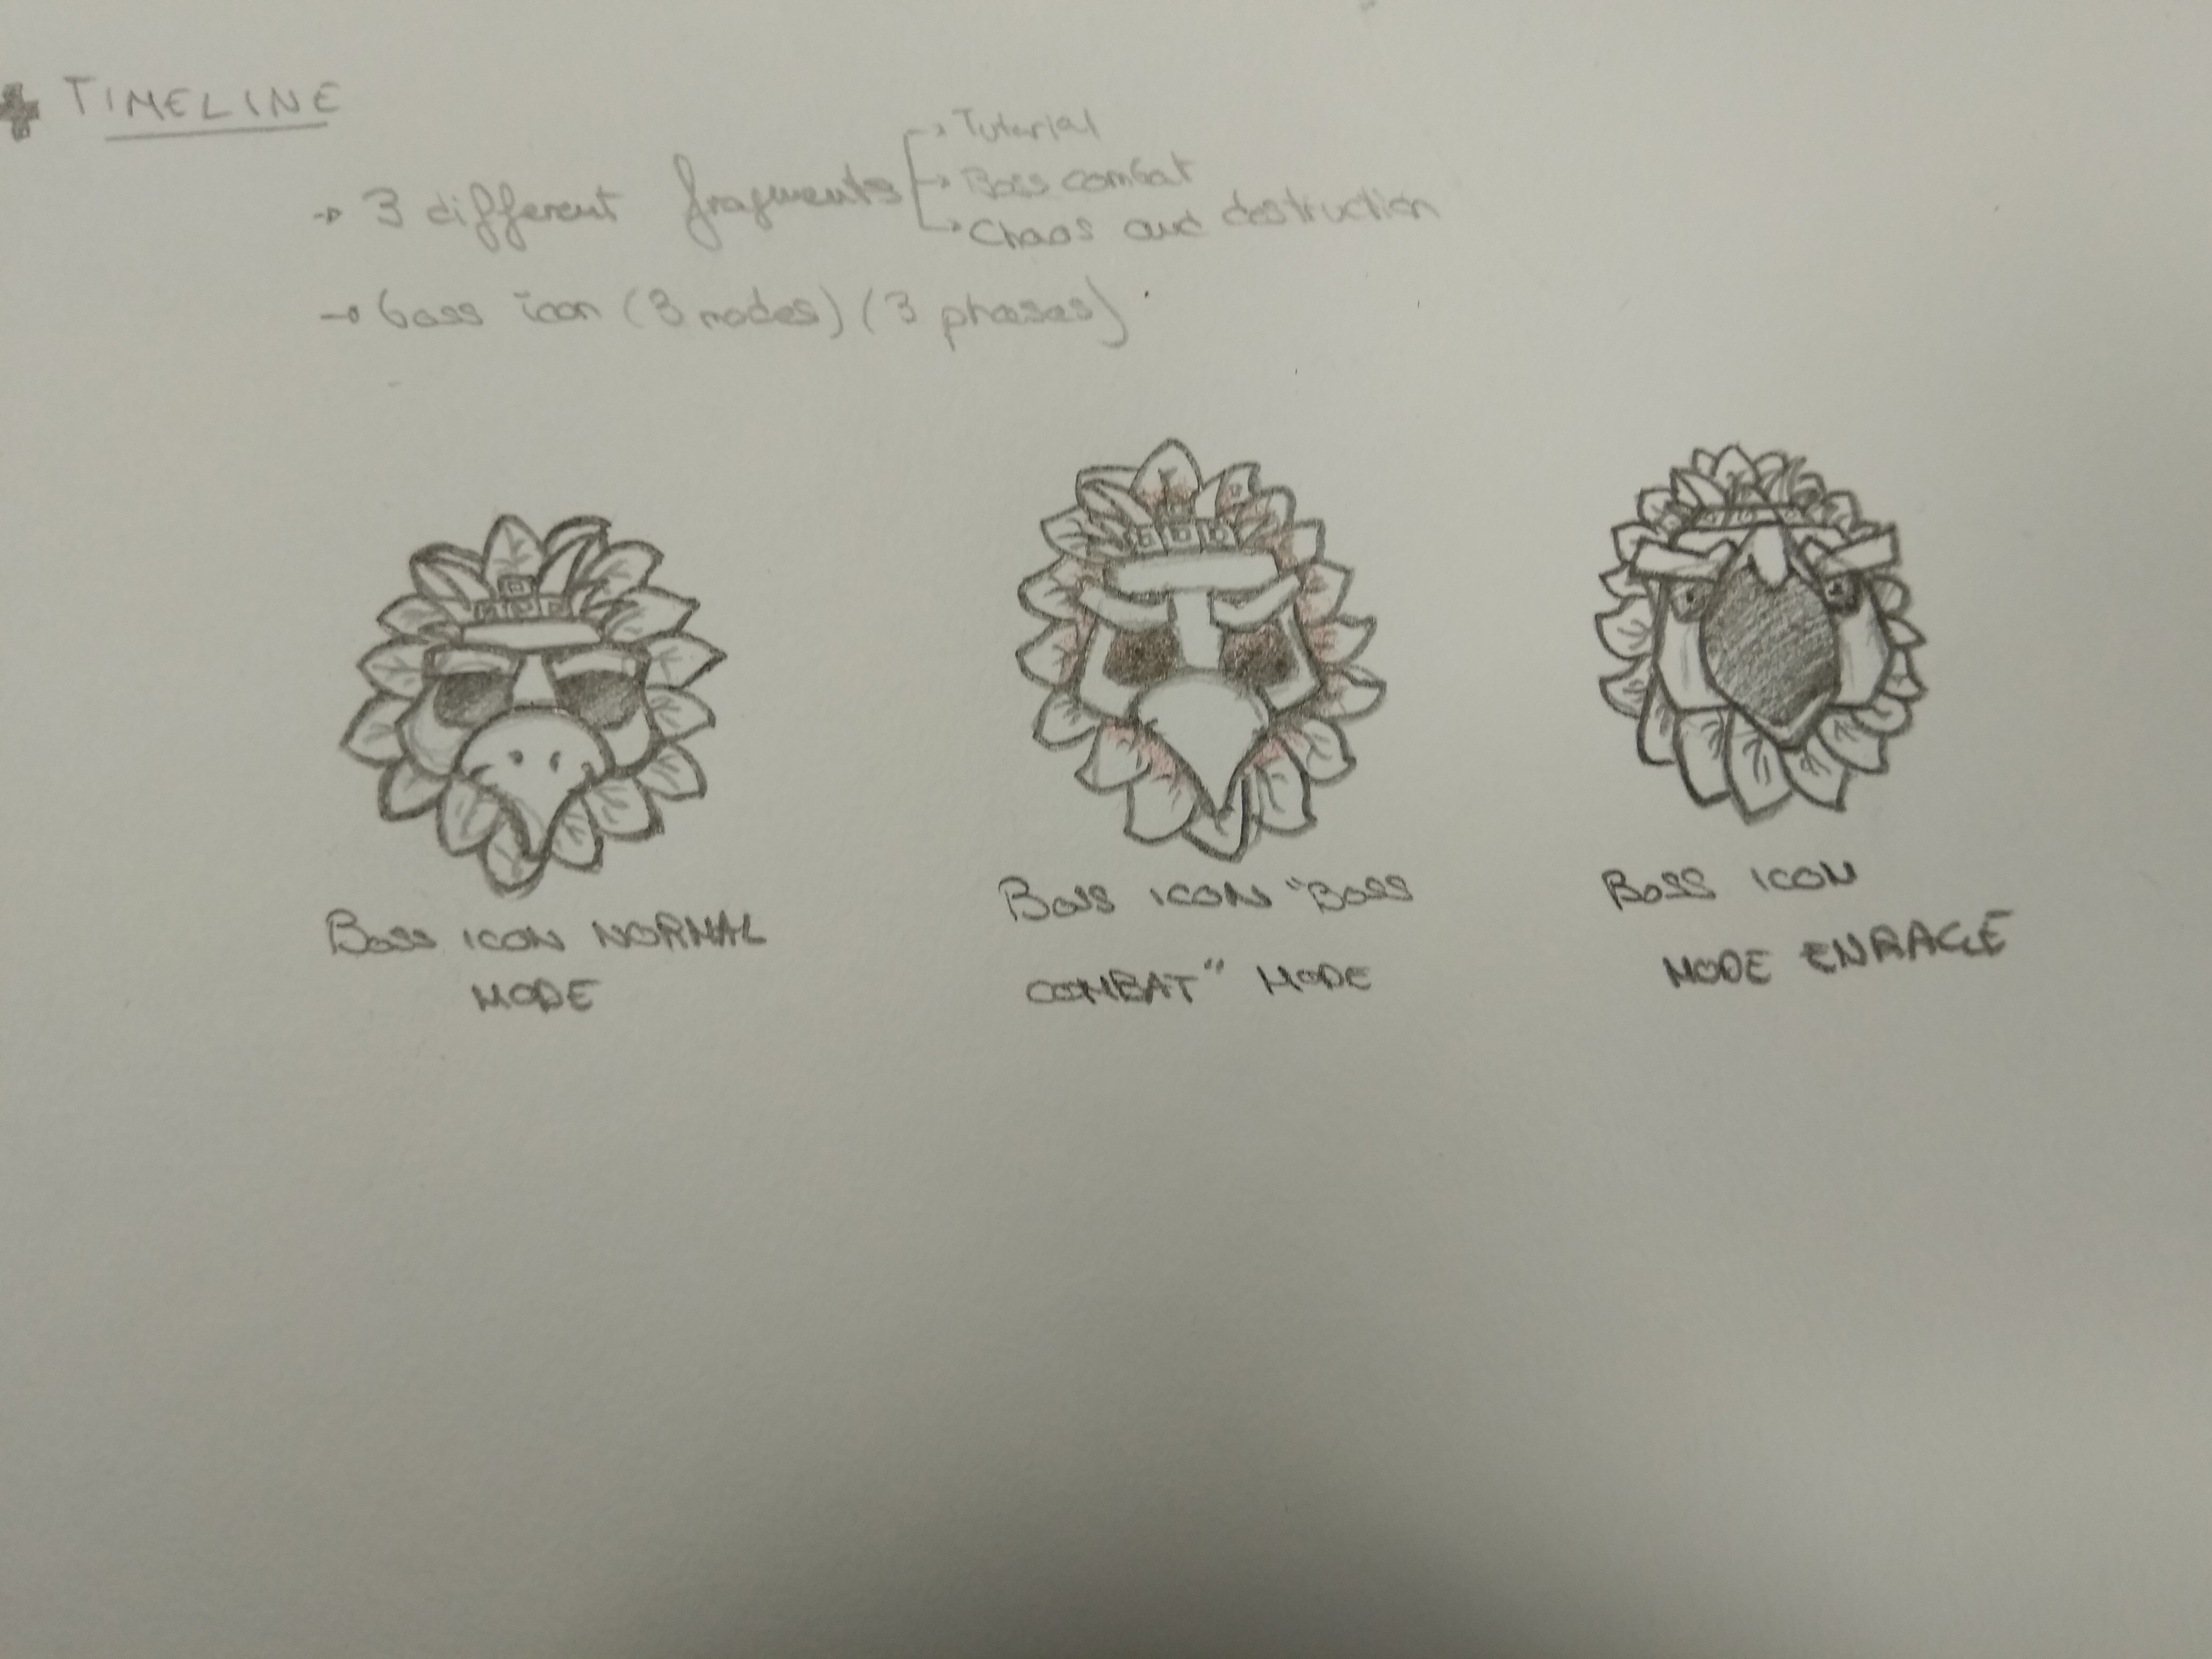 TIMELINE
→ 3 different fragments
→ Tutorial
→ Boss combat
→ Chaos and destruction
→ boss icon (3 modes) (3 phases)
BOSS ICON NORMAL
MODE
BOSS ICON "BOSS
COMBAT" MODE
BOSS ICON
MODE ENRAGE